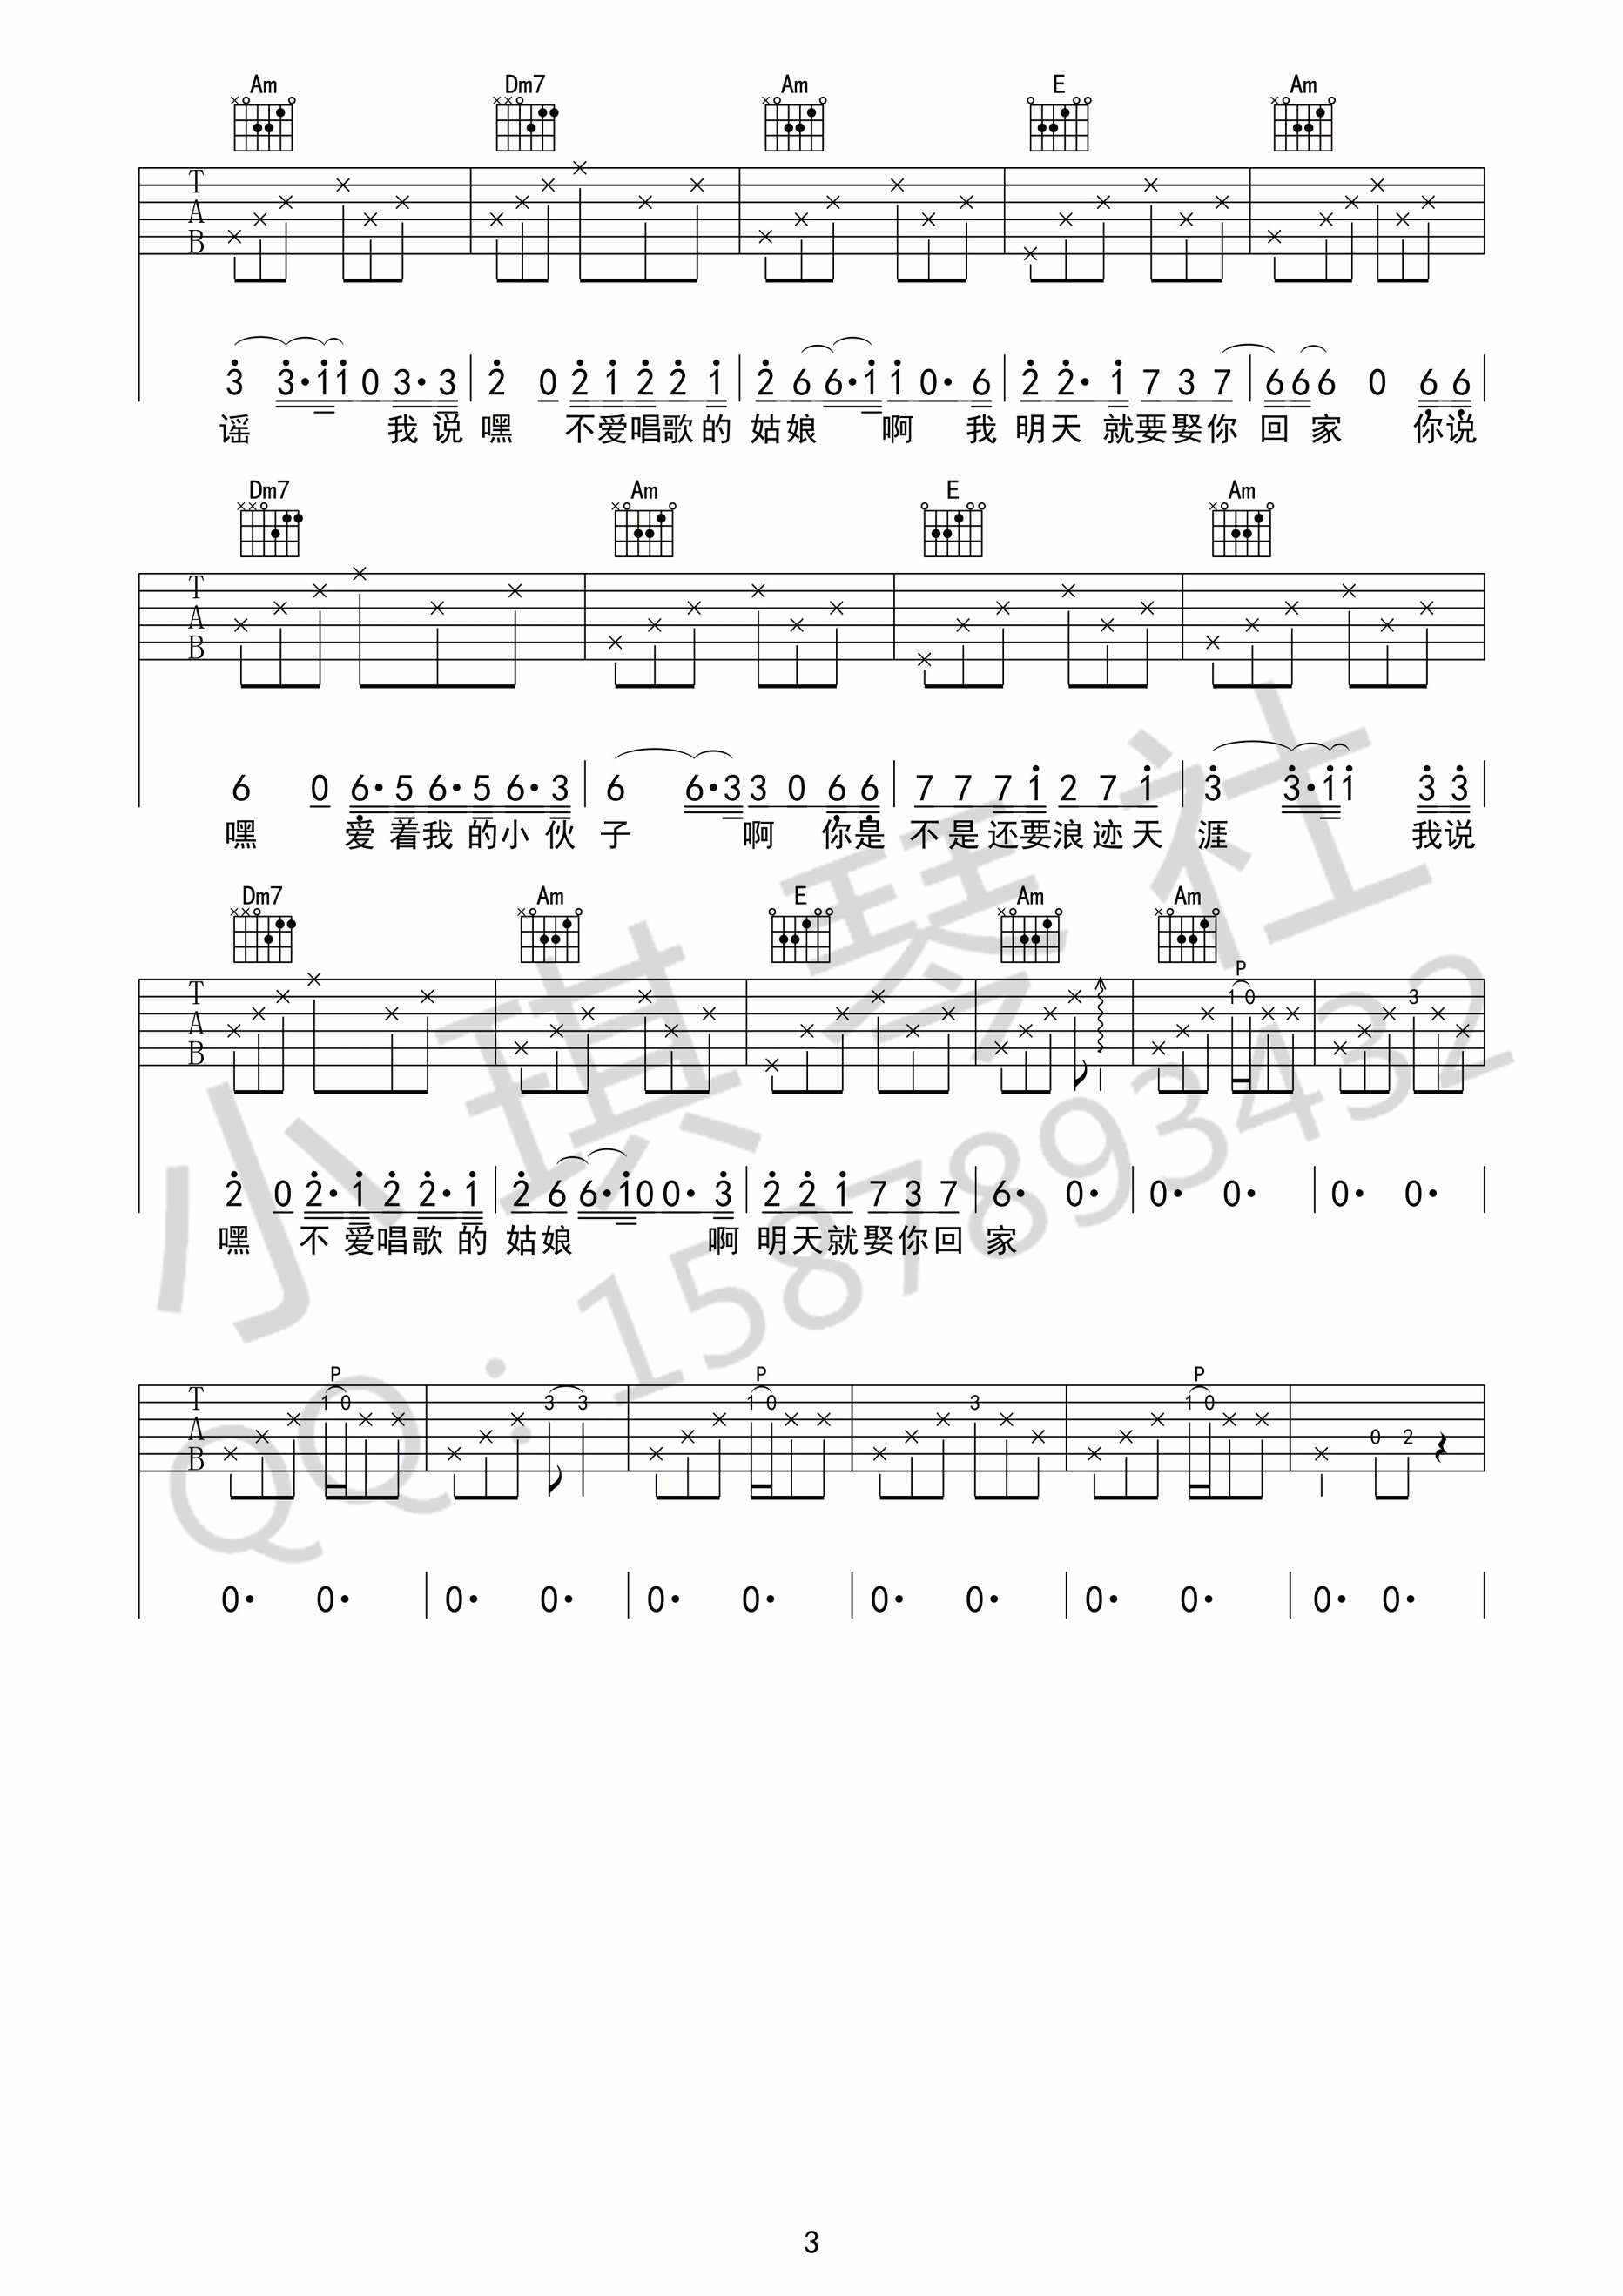 Am Dm7 Am E Am
T
A
B
3 3·1 1 0 3·3 2 0 2 1 2 2 1 2 6 6·1 1 0· 6 2 2· 1 7 3 7 6 6 6 0 6 6
谣 我 说 嘿 不爱唱歌的 姑娘 啊 我 明天 就要娶你 回 家 你说
Dm7 Am E Am
T
A
B
6 0 6·5 6·5 6·3 6 6·3 3 0 6 6 7 7 7 1 2 7 1 3 3·1 1 3 3
嘿 爱 着我 的小 伙 子 啊 你是 不是还要浪迹天 涯 我说
Dm7 Am E Am Am
P
T
A
B
1 0 3
2 0 2·1 2 2·1 2 6 6·1 0 0· 3 2 2 1 7 3 7 6· 0· 0· 0· 0· 0·
嘿 不 爱唱歌 的 姑娘 啊 明天就娶你回 家
P P P
T
A
B
1 0 3 3 1 0 3 1 0 0 2
0· 0· 0· 0· 0· 0· 0· 0· 0· 0· 0· 0·
小琪琴社
QQ：1587893432
3